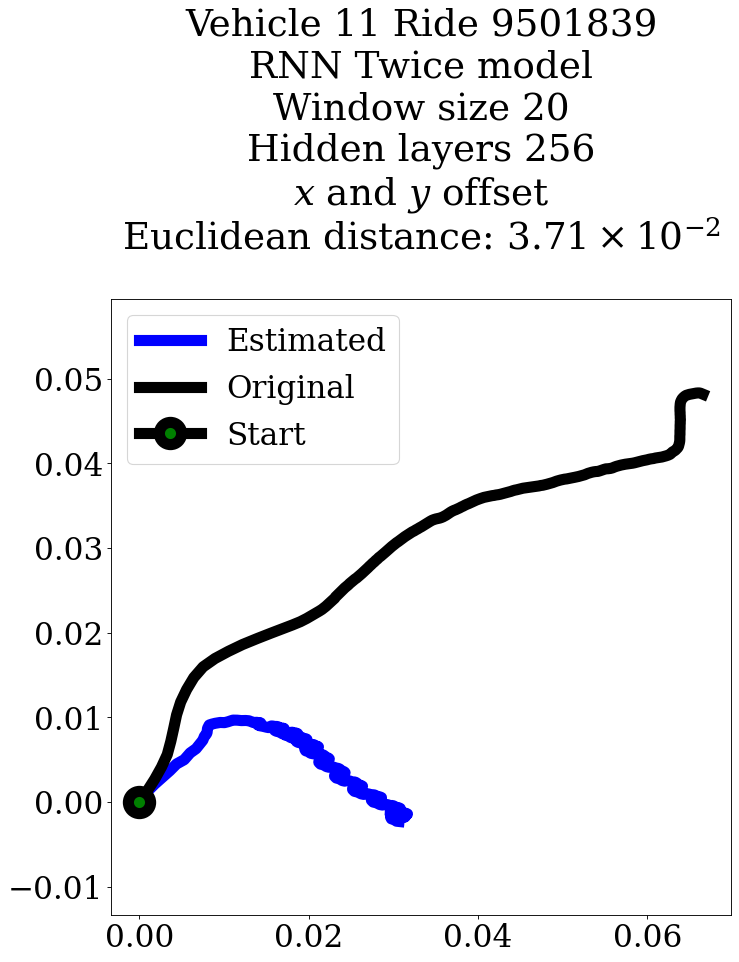 Vehicle 11 Ride 9501839
RNN Twice model
Window size 20
Hidden layers 256
x and y offset
Euclidean distance: 3.71 × 10⁻²
Estimated
Original
Start
0.05
0.04
0.03
0.02
0.01
0.00
−0.01
0.00 0.02 0.04 0.06